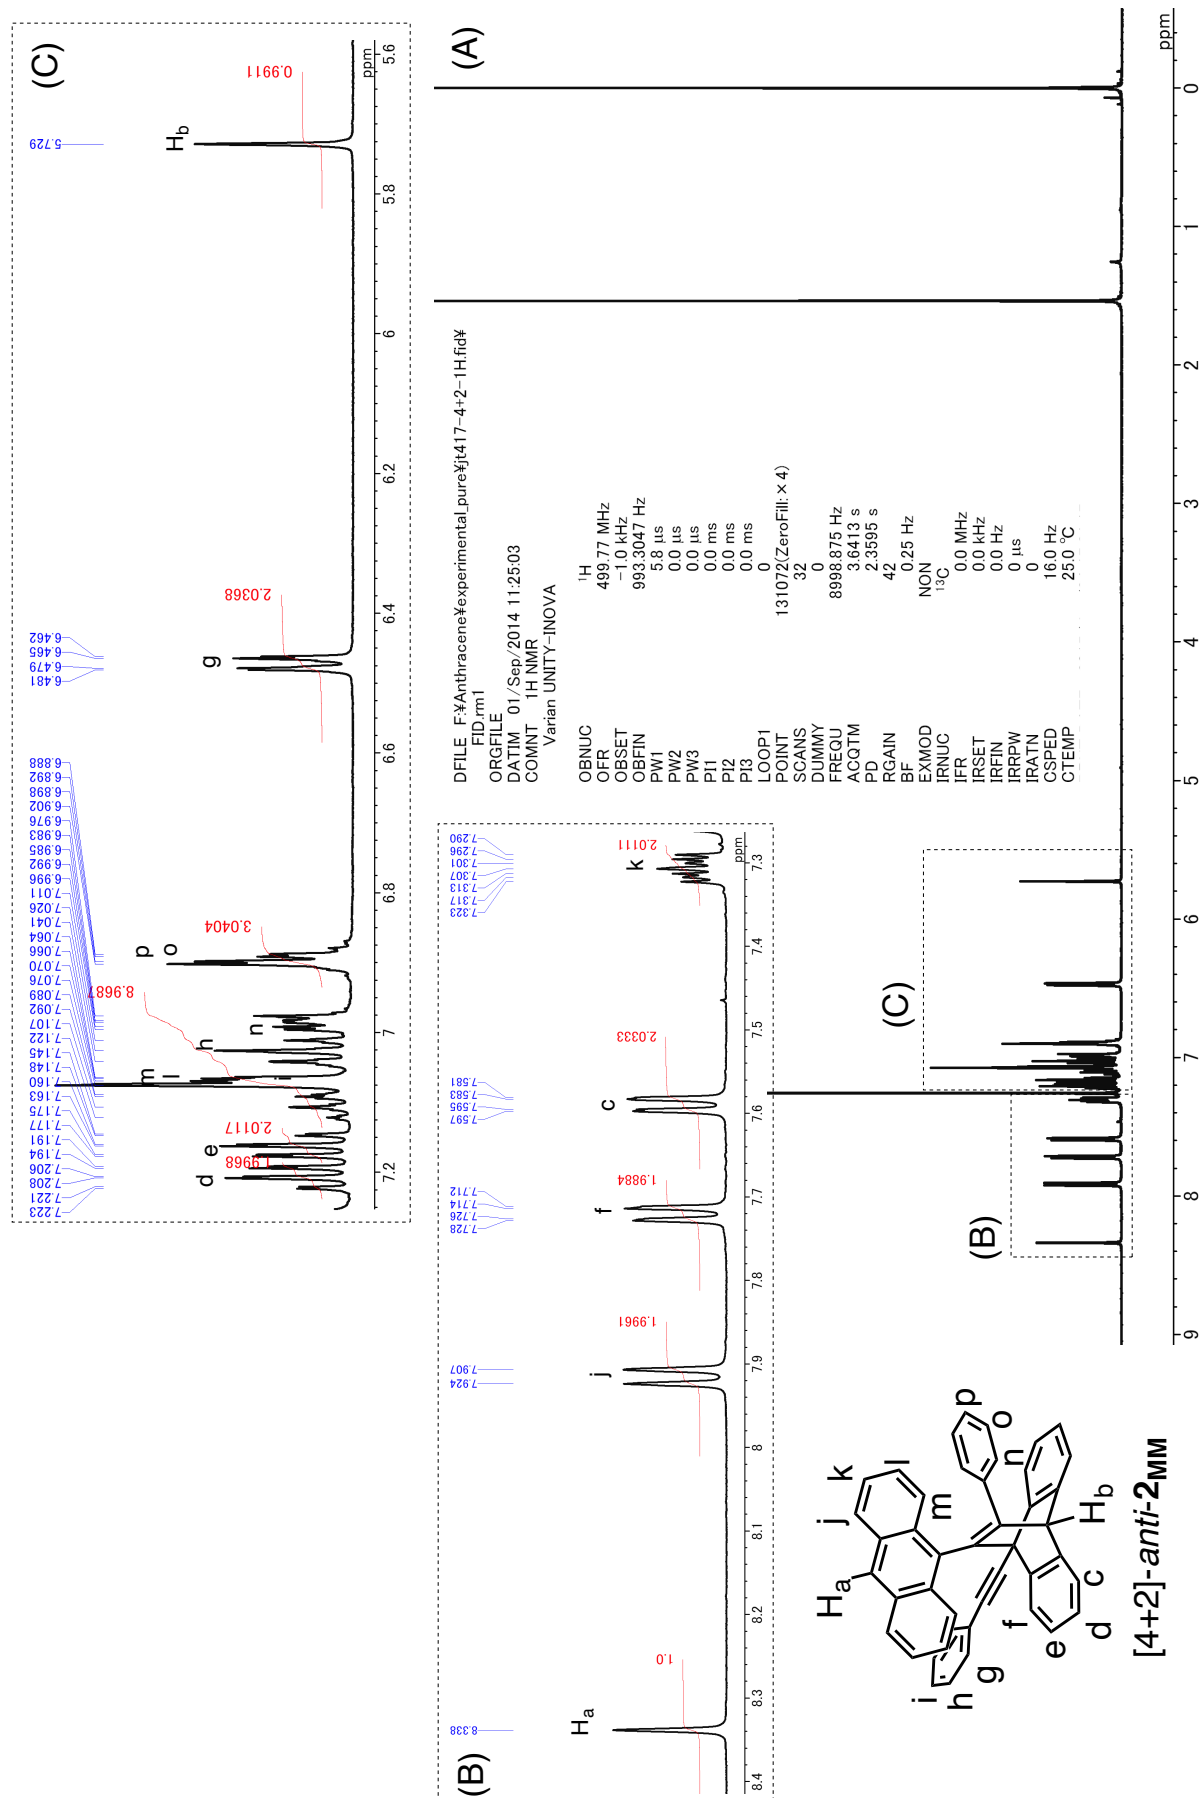 (C)
5.729
6.462
6.465
6.479
6.481
6.888
6.892
6.898
6.902
6.976
6.983
6.985
6.992
6.996
7.011
7.026
7.041
7.064
7.066
7.070
7.076
7.089
7.092
7.107
7.122
7.145
7.148
7.160
7.163
7.175
7.177
7.191
7.194
7.206
7.208
7.221
7.223
d
e
i
l
m
h
n
o
p
g
Hb
1.9968
2.0117
8.9687
3.0404
2.0368
0.9911
7.2
7
6.8
6.6
6.4
6.2
6
5.8
5.6
ppm
(A)
DFILE F:¥Anthracene¥experimental_pure¥jt417-4+2-1H.fid¥
FID.rm1
ORGFILE
DATIM 01/Sep/2014 11:25:03
COMNT 1H NMR
Varian UNITY-INOVA
OBNUC 1H
OFR 499.77 MHz
OBSET -1.0 kHz
OBFIN 993.3047 Hz
PW1 5.8 µs
PW2 0.0 µs
PW3 0.0 µs
PI1 0.0 ms
PI2 0.0 ms
PI3 0.0 ms
LOOP1 0
POINT 131072(ZeroFill: × 4)
SCANS 32
DUMMY 0
FREQU 8998.875 Hz
ACQTM 3.6413 s
PD 2.3595 s
RGAIN 42
BF 0.25 Hz
EXMOD NON
IRNUC 13C
IFR 0.0 MHz
IRSET 0.0 kHz
IRFIN 0.0 Hz
IRRPW 0 µs
IRATN 0
CSPED 16.0 Hz
CTEMP 25.0 °C
(B)
8.338
7.924
7.907
7.728
7.726
7.714
7.712
7.597
7.595
7.583
7.581
7.323
7.317
7.313
7.307
7.301
7.296
7.290
Ha
j
f
c
k
1.0
1.9961
1.9884
2.0333
2.0111
8.4
8.3
8.2
8.1
8
7.9
7.8
7.7
7.6
7.5
7.4
7.3
ppm
(B)
(C)
9
8
7
6
5
4
3
2
1
0
ppm
Ha
j
k
l
m
p
o
n
i
h
g
f
e
d
c
Hb
[4+2]-anti-2MM